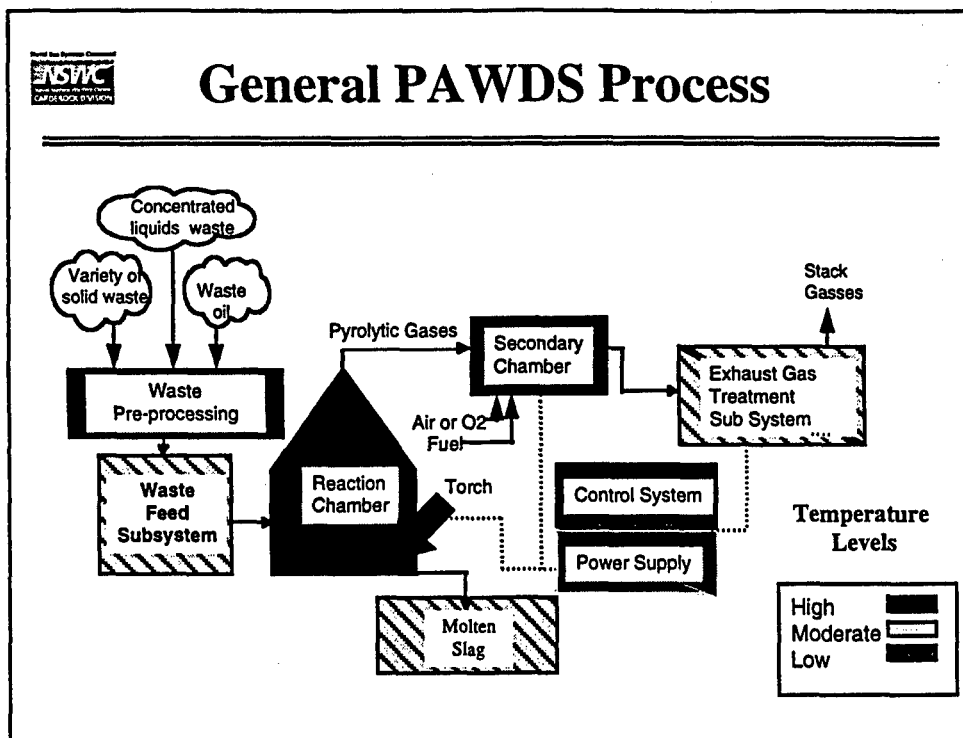 NSWC
CARDEROCK DIVISION
General PAWDS Process
Concentrated
liquids waste
Variety of
solid waste
Waste
oil
Waste
Pre-processing
Waste
Feed
Subsystem
Pyrolytic Gases
Reaction
Chamber
Torch
Molten
Slag
Secondary
Chamber
Air or O2
Fuel
Stack
Gasses
Exhaust Gas
Treatment
Sub System ....
Control System
Power Supply
Temperature
Levels
High
Moderate
Low